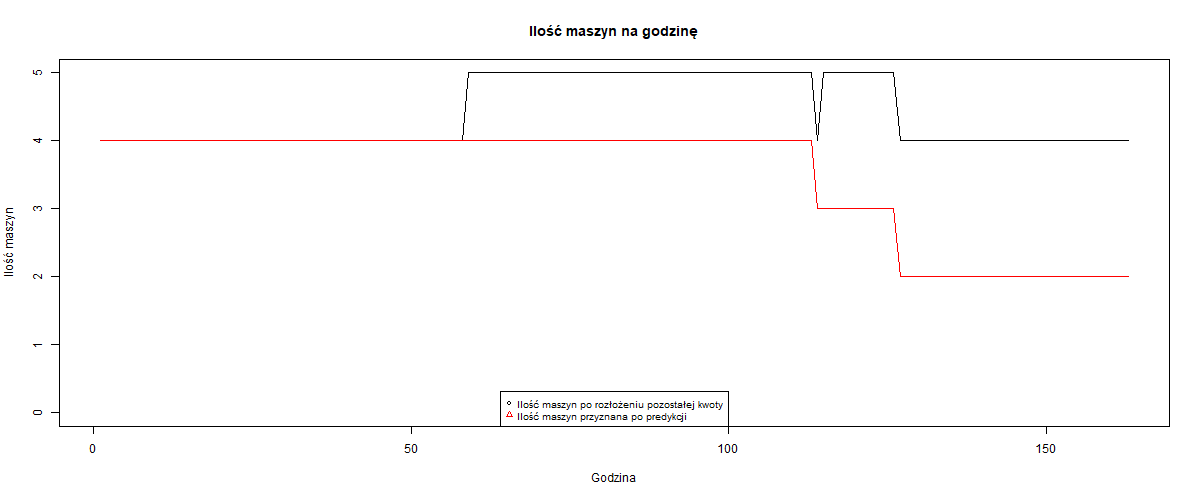 Ilość maszyn na godzinę
Ilość maszyn
5
4
3
2
1
0
Ilość maszyn po rozłożeniu pozostałej kwoty
Ilość maszyn przyznana po predykcji
0 50 100 150
Godzina